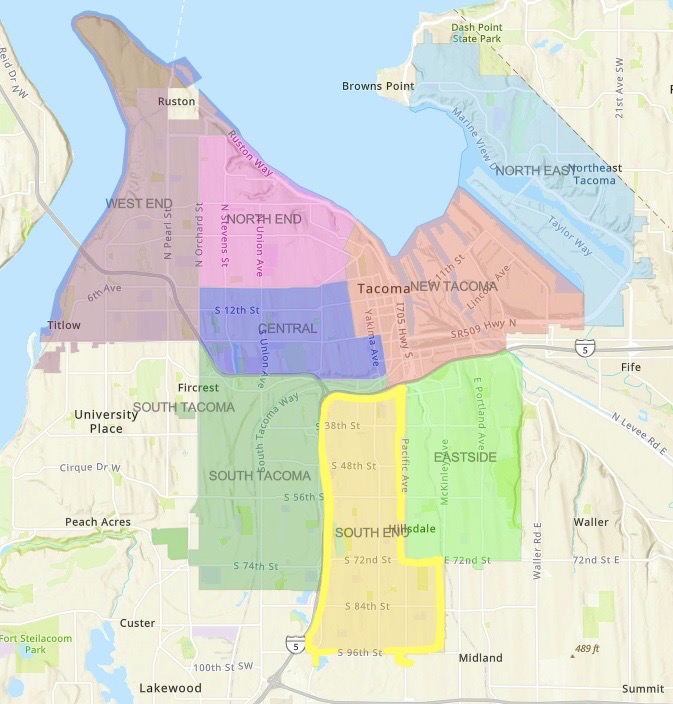 Dash Point
State Park
Reid Dr NW
21st Ave SW
Browns Point
Ruston
Ruston Way
Marine View D
NORTH EAST
Northeast
Tacoma
WEST END
N Pearl St
N Orchard St
N Stevens St
Union Ave
NORTH END
Taylor Way
6th Ave
Tacoma
11th St
NEW TACOMA
Lincoln Ave
S 12th St
Titlow
CENTRAL
Union Ave
Yakima Ave
I705 Hwy S
SR509 Hwy N
5
Fife
Fircrest
SOUTH TACOMA
University
Place
South Tacoma Way
38th St
Pacific Ave
E Portland Ave
N Levee Rd E
Cirque Dr W
SOUTH TACOMA
S 48th St
McKinley Ave
EASTSIDE
S 56th St
Peach Acres
SOUTH END
Hillsdale
Waller
Waller Rd E
S 74th St
S 72nd St
E 72nd St
72nd St E
S 84th St
Custer
Fort Steilacoom
Park
5
S 96th St
Midland
489 ft
100th St SW
Lakewood
Summit